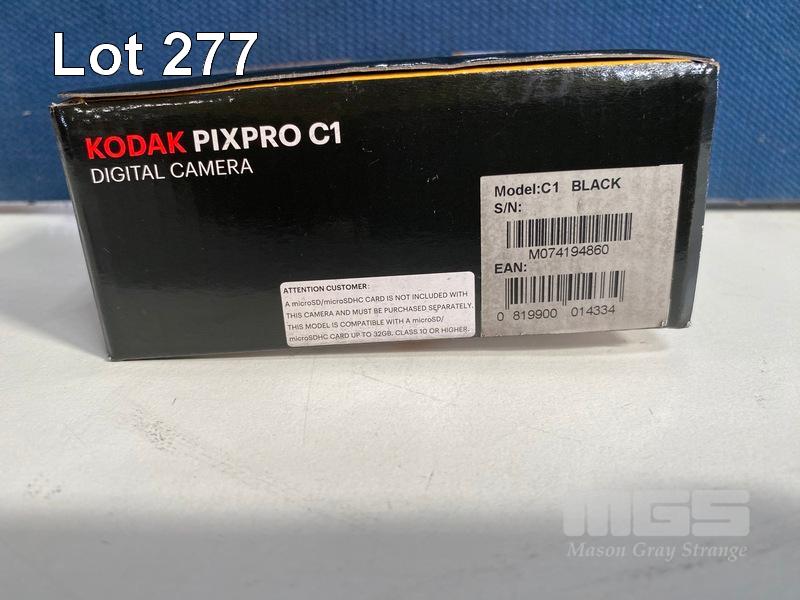 Lot 277
KODAK PIXPRO C1
DIGITAL CAMERA
Model:C1 BLACK
S/N:
M074194860
EAN:
0 819900 014334
ATTENTION CUSTOMER:
A microSD/microSDHC CARD IS NOT INCLUDED WITH
THIS CAMERA AND MUST BE PURCHASED SEPARATELY.
THIS MODEL IS COMPATIBLE WITH A microSD/
microSDHC CARD UP TO 32GB. CLASS 10 OR HIGHER.
MGS
Mason Gray Strange